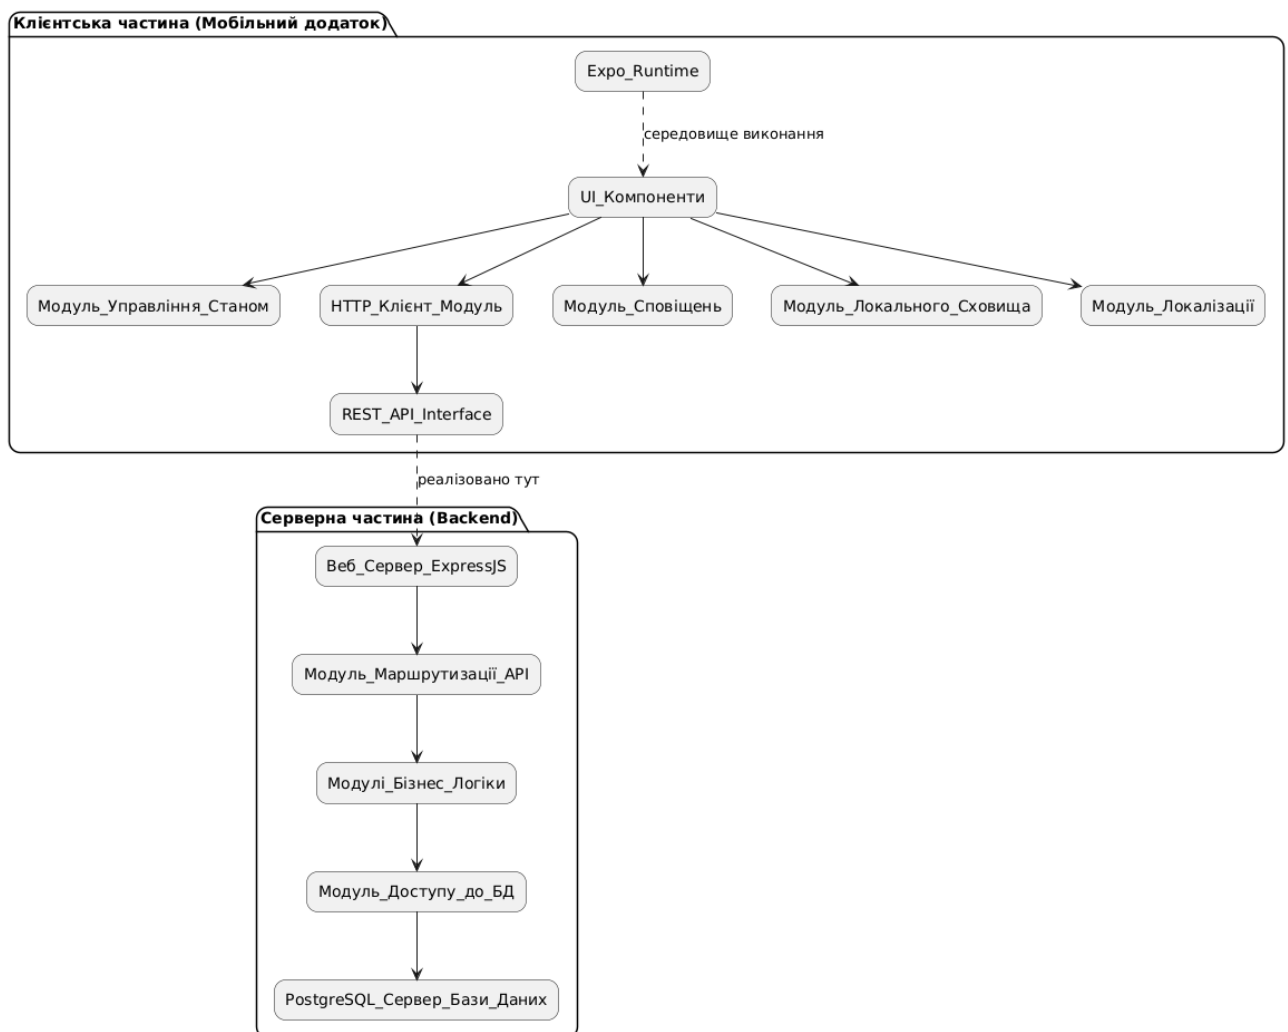 Клієнтська частина (Мобільний додаток)
Expo_Runtime
середовище виконання
UI_Компоненти
Модуль_Управління_Станом
HTTP_Клієнт_Модуль
Модуль_Сповіщень
Модуль_Локального_Сховища
Модуль_Локалізації
REST_API_Interface
реалізовано тут
Серверна частина (Backend)
Веб_Сервер_ExpressJS
Модуль_Маршрутизації_API
Модулі_Бізнес_Логіки
Модуль_Доступу_до_БД
PostgreSQL_Сервер_Бази_Даних